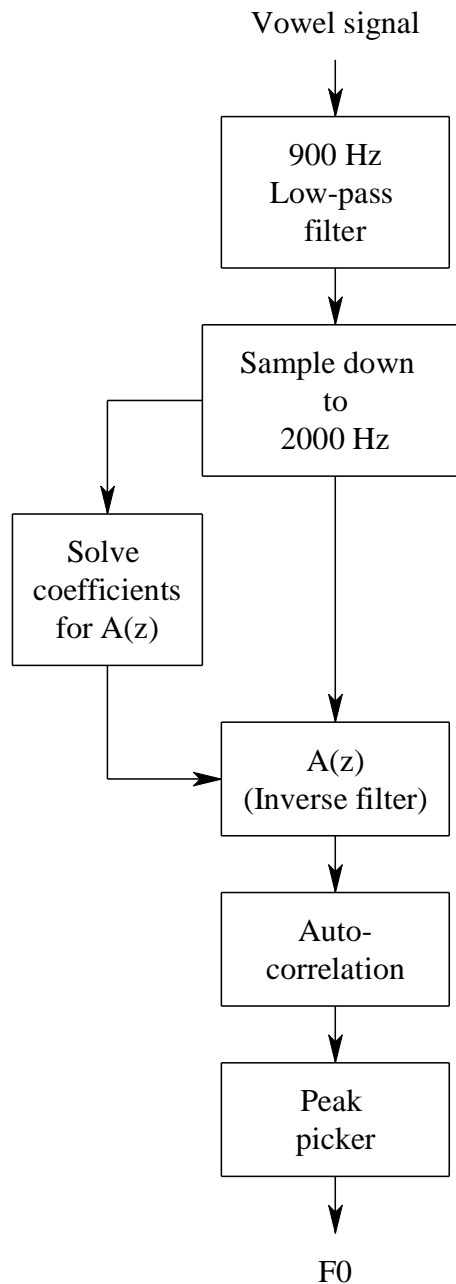 Vowel signal
900 Hz
Low-pass
filter
Sample down
to
2000 Hz
Solve
coefficients
for A(z)
A(z)
(Inverse filter)
Auto-
correlation
Peak
picker
F0